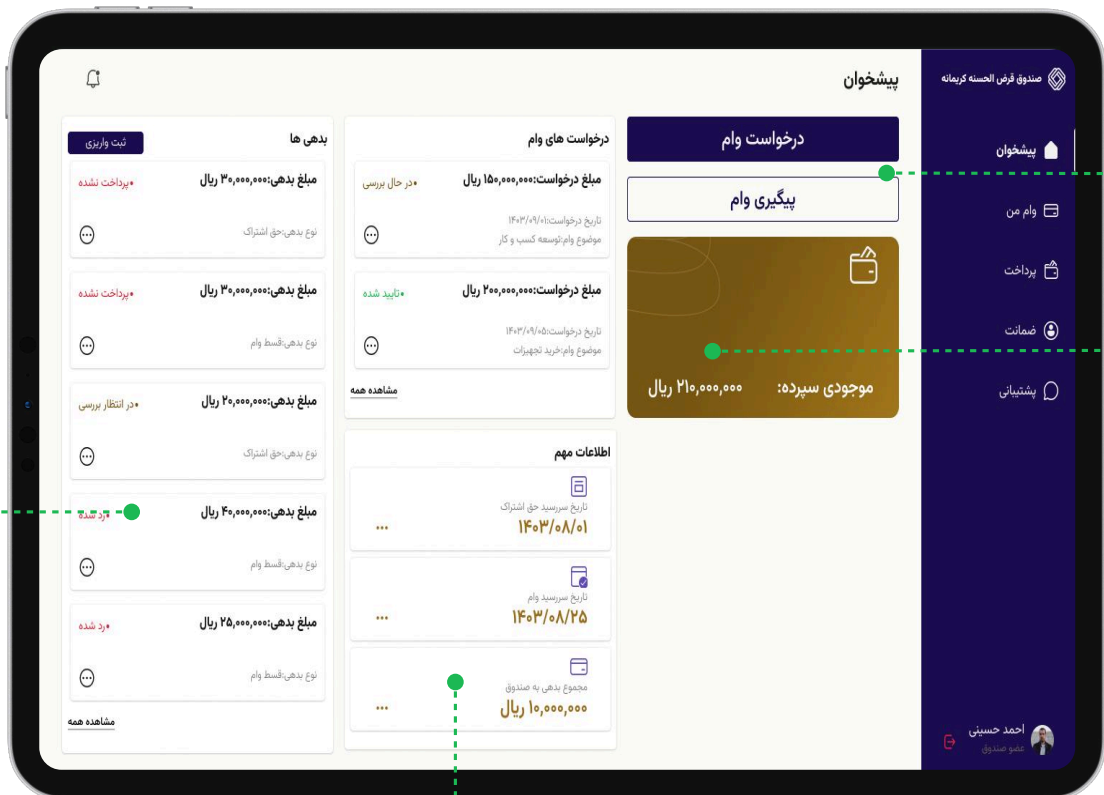 صندوق قرض الحسنه کریمانه
پیشخوان
وام من
پرداخت
ضمانت
پشتیبانی
احمد حسینی
عضو صندوق
پیشخوان
درخواست وام
پیگیری وام
موجودی سپرده: ۲۱۰,۰۰۰,۰۰۰ ریال
درخواست های وام
مبلغ درخواست:۱۵۰,۰۰۰,۰۰۰ ریال
•در حال بررسی
تاریخ درخواست:۱۴۰۳/۰۹/۰۱
موضوع وام:توسعه کسب و کار
مبلغ درخواست:۲۰۰,۰۰۰,۰۰۰ ریال
•تایید شده
تاریخ درخواست:۱۴۰۳/۰۹/۰۵
موضوع وام:خرید تجهیزات
مشاهده همه
اطلاعات مهم
تاریخ سررسید حق اشتراک
۱۴۰۳/۰۸/۰۱
تاریخ سررسید وام
۱۴۰۳/۰۸/۲۵
مجموع بدهی به صندوق
۱۰,۰۰۰,۰۰۰ ریال
بدهی ها
ثبت واریزی
مبلغ بدهی:۳۰,۰۰۰,۰۰۰ ریال
•پرداخت نشده
نوع بدهی:حق اشتراک
مبلغ بدهی:۳۰,۰۰۰,۰۰۰ ریال
•پرداخت نشده
نوع بدهی:قسط وام
مبلغ بدهی:۲۰,۰۰۰,۰۰۰ ریال
•در انتظار بررسی
نوع بدهی:حق اشتراک
مبلغ بدهی:۴۰,۰۰۰,۰۰۰ ریال
•رد شده
نوع بدهی:قسط وام
مبلغ بدهی:۲۵,۰۰۰,۰۰۰ ریال
•رد شده
نوع بدهی:قسط وام
مشاهده همه